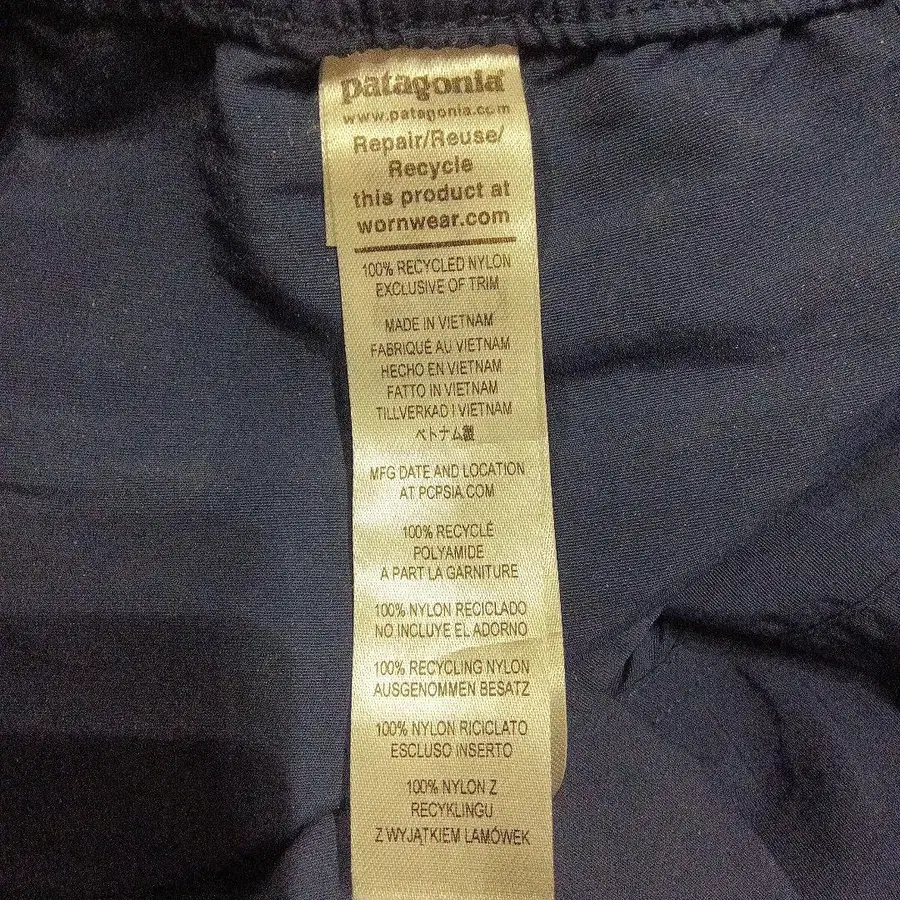 patagonia®
www.patagonia.com
Repair/Reuse/
Recycle
this product at
wornwear.com
100% RECYCLED NYLON
EXCLUSIVE OF TRIM
MADE IN VIETNAM
FABRIQUÉ AU VIETNAM
HECHO EN VIETNAM
FATTO IN VIETNAM
TILLVERKAD I VIETNAM
ベトナム製
MFG DATE AND LOCATION
AT PCPSIA.COM
100% RECYCLÉ
POLYAMIDE
A PART LA GARNITURE
100% NYLON RECICLADO
NO INCLUYE EL ADORNO
100% RECYCLING NYLON
AUSGENOMMEN BESATZ
100% NYLON RICICLATO
ESCLUSO INSERTO
100% NYLON Z
RECYKLINGU
Z WYJĄTKIEM LAMÓWEK